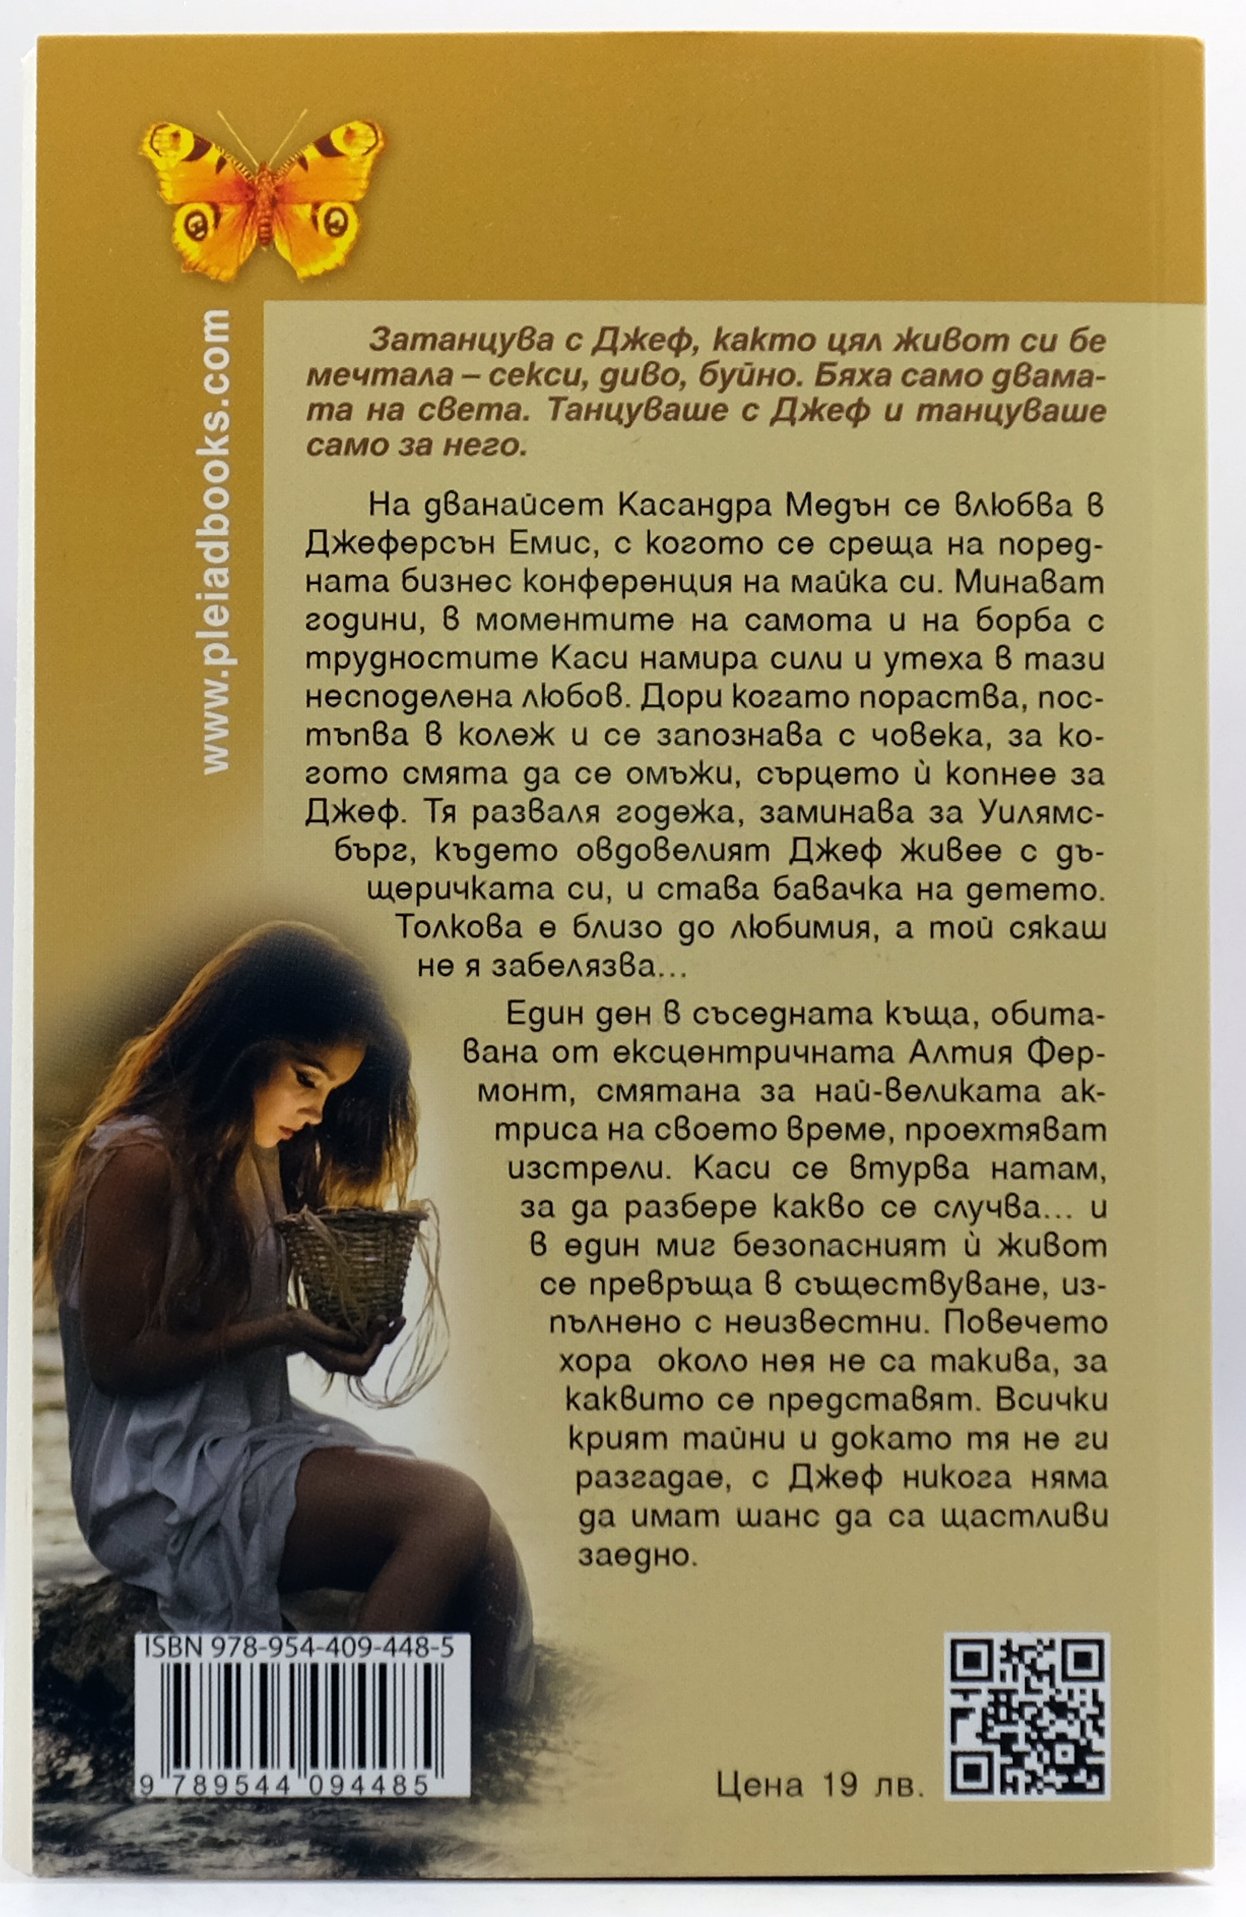 www.pleiadbooks.com
Затанцува с Джеф, както цял живот си бе
мечтала – секси, диво, буйно. Бяха само двама-
та на света. Танцуваше с Джеф и танцуваше
само за него.
На дванайсет Касандра Медън се влюбва в
Джеферсън Емис, с когото се среща на поред-
ната бизнес конференция на майка си. Минават
години, в моментите на самота и на борба с
трудностите Каси намира сили и утеха в тази
несподелена любов. Дори когато пораства, пос-
тъпва в колеж и се запознава с човека, за ко-
гото смята да се омъжи, сърцето ѝ копнее за
Джеф. Тя разваля годежа, заминава за Уилямс-
бърг, където овдовелият Джеф живее с дъ-
щеричката си, и става бавачка на детето.
Толкова е близо до любимия, а той сякаш
не я забелязва...
Един ден в съседната къща, обита-
вана от ексцентричната Алтия Фер-
монт, смятана за най-великата ак-
триса на своето време, проехтяват
изстрели. Каси се втурва натам,
за да разбере какво се случва... и
в един миг безопасният ѝ живот
се превръща в съществуване, из-
пълнено с неизвестни. Повечето
хора около нея не са такива, за
каквито се представят. Всички
крият тайни и докато тя не ги
разгадае, с Джеф никога няма
да имат шанс да са щастливи
заедно.
ISBN 978-954-409-448-5
9 789544 094485
Цена 19 лв.